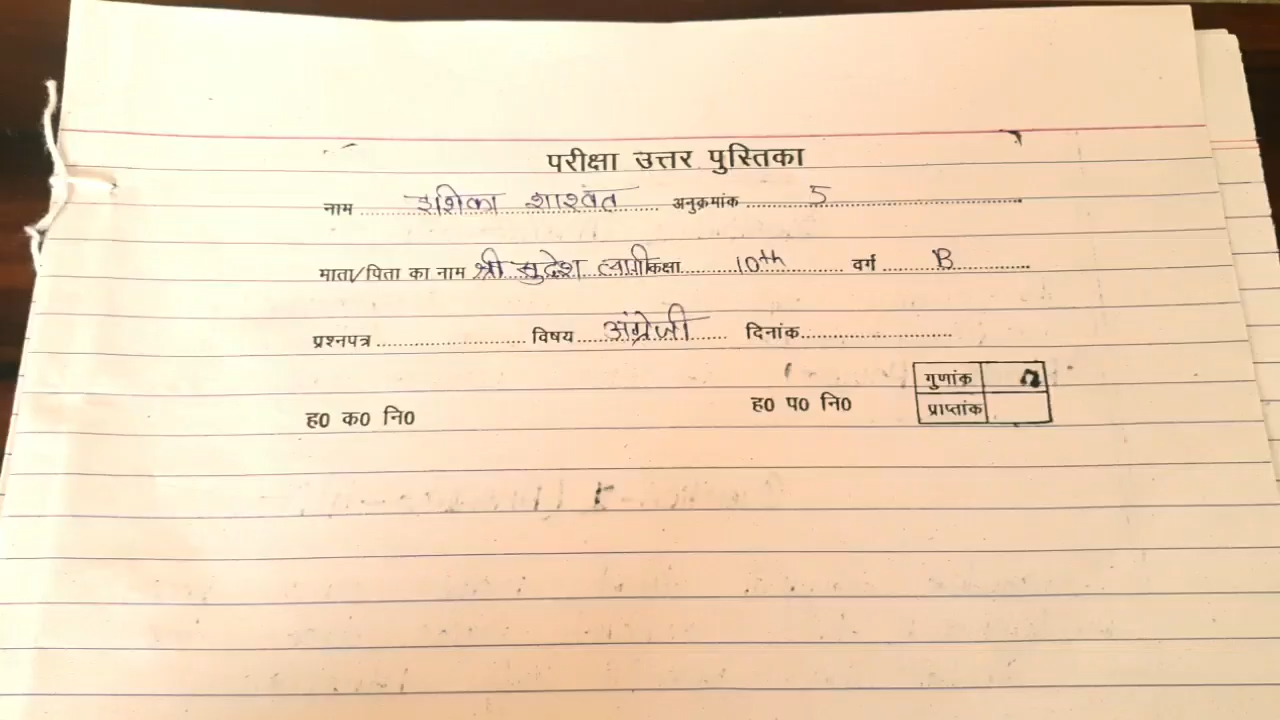 परीक्षा उत्तर पुस्तिका
नाम इशिका शाश्वत अनुक्रमांक 5
माता/पिता का नाम श्री सुदेश त्यागी कक्षा 10th वर्ग B
प्रश्नपत्र विषय अंग्रेजी दिनांक
गुणांक
ह0 क0 नि0 ह0 प0 नि0 प्राप्तांक